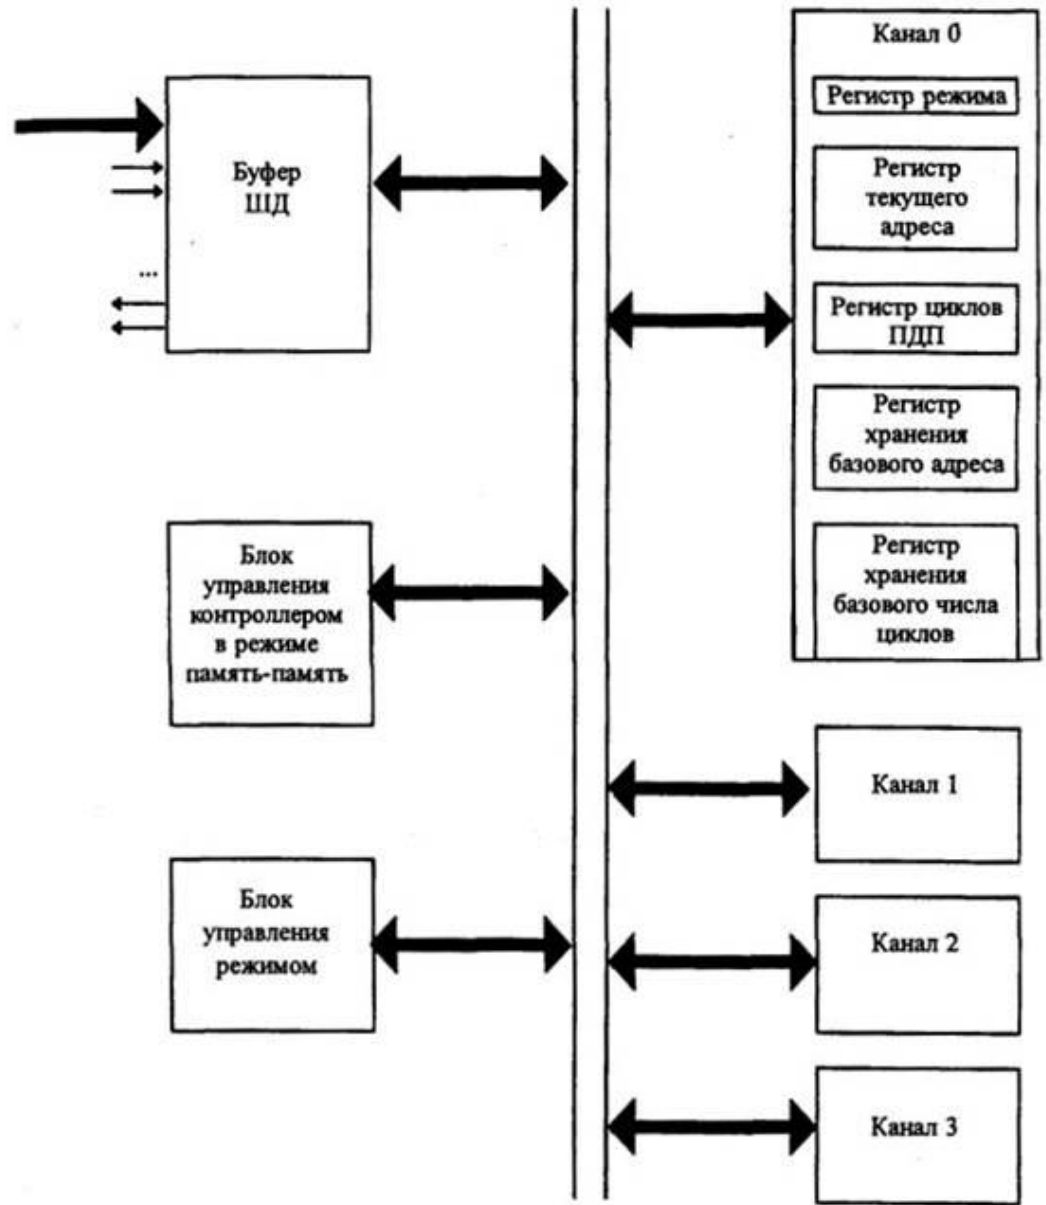 Буфер
ШД
...
Блок
управления
контроллером
в режиме
память-память
Блок
управления
режимом
Канал 0
Регистр режима
Регистр
текущего
адреса
Регистр циклов
ПДП
Регистр
хранения
базового адреса
Регистр
хранения
базового числа
циклов
Канал 1
Канал 2
Канал 3